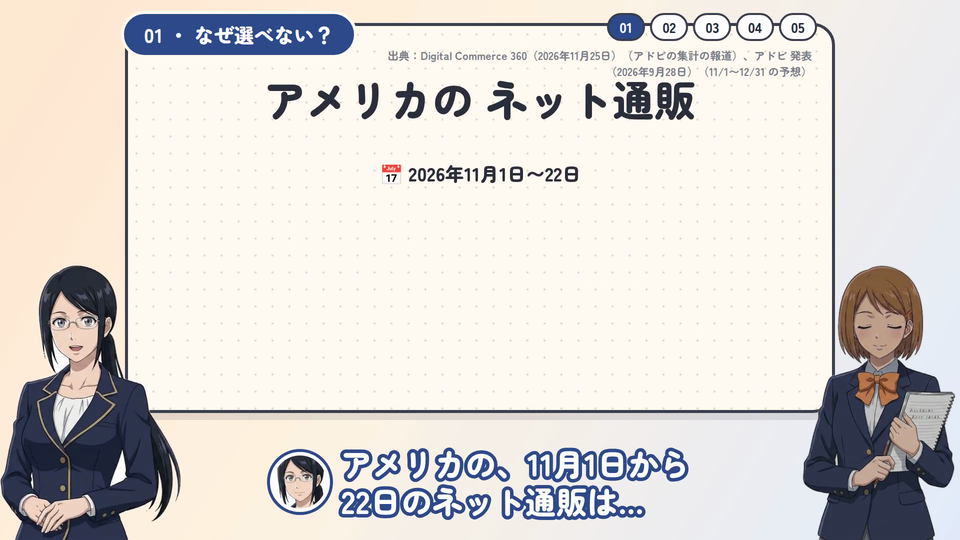 01 ・ なぜ選べない？
01 02 03 04 05
出典：Digital Commerce 360（2026年11月25日）（アドビの集計の報道）、アドビ 発表
（2026年9月28日）（11/1〜12/31 の予想）
アメリカの ネット通販
July 17 2026年11月1日〜22日
アメリカの、11月1日から
22日のネット通販は…